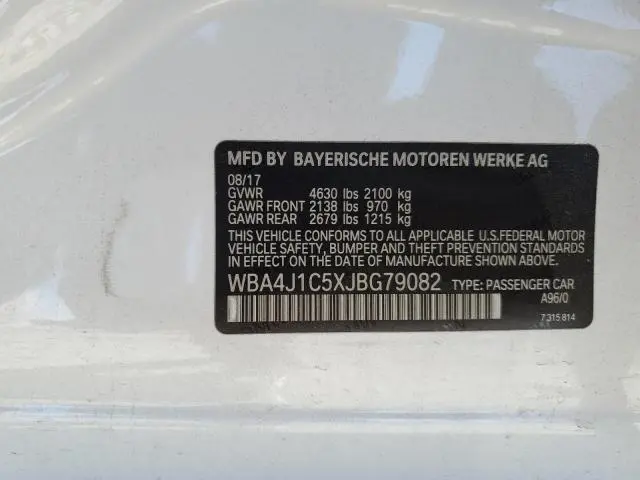 MFD BY BAYERISCHE MOTOREN WERKE AG
08/17
GVWR 4630 lbs 2100 kg
GAWR FRONT 2138 lbs 970 kg
GAWR REAR 2679 lbs 1215 kg
THIS VEHICLE CONFORMS TO ALL APPLICABLE U.S.FEDERAL MOTOR
VEHICLE SAFETY, BUMPER AND THEFT PREVENTION STANDARDS
IN EFFECT ON THE DATE OF MANUFACTURE SHOWN ABOVE.
WBA4J1C5XJBG79082 TYPE: PASSENGER CAR
A96/0
7 315 814